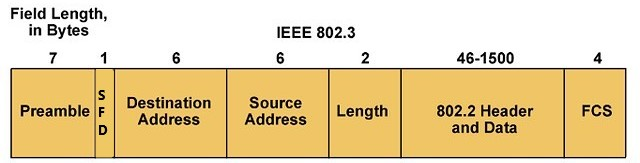 Field Length,
in Bytes
IEEE 802.3
7 1 6 6 2 46-1500 4
Preamble
SFD
Destination
Address
Source
Address
Length
802.2 Header
and Data
FCS